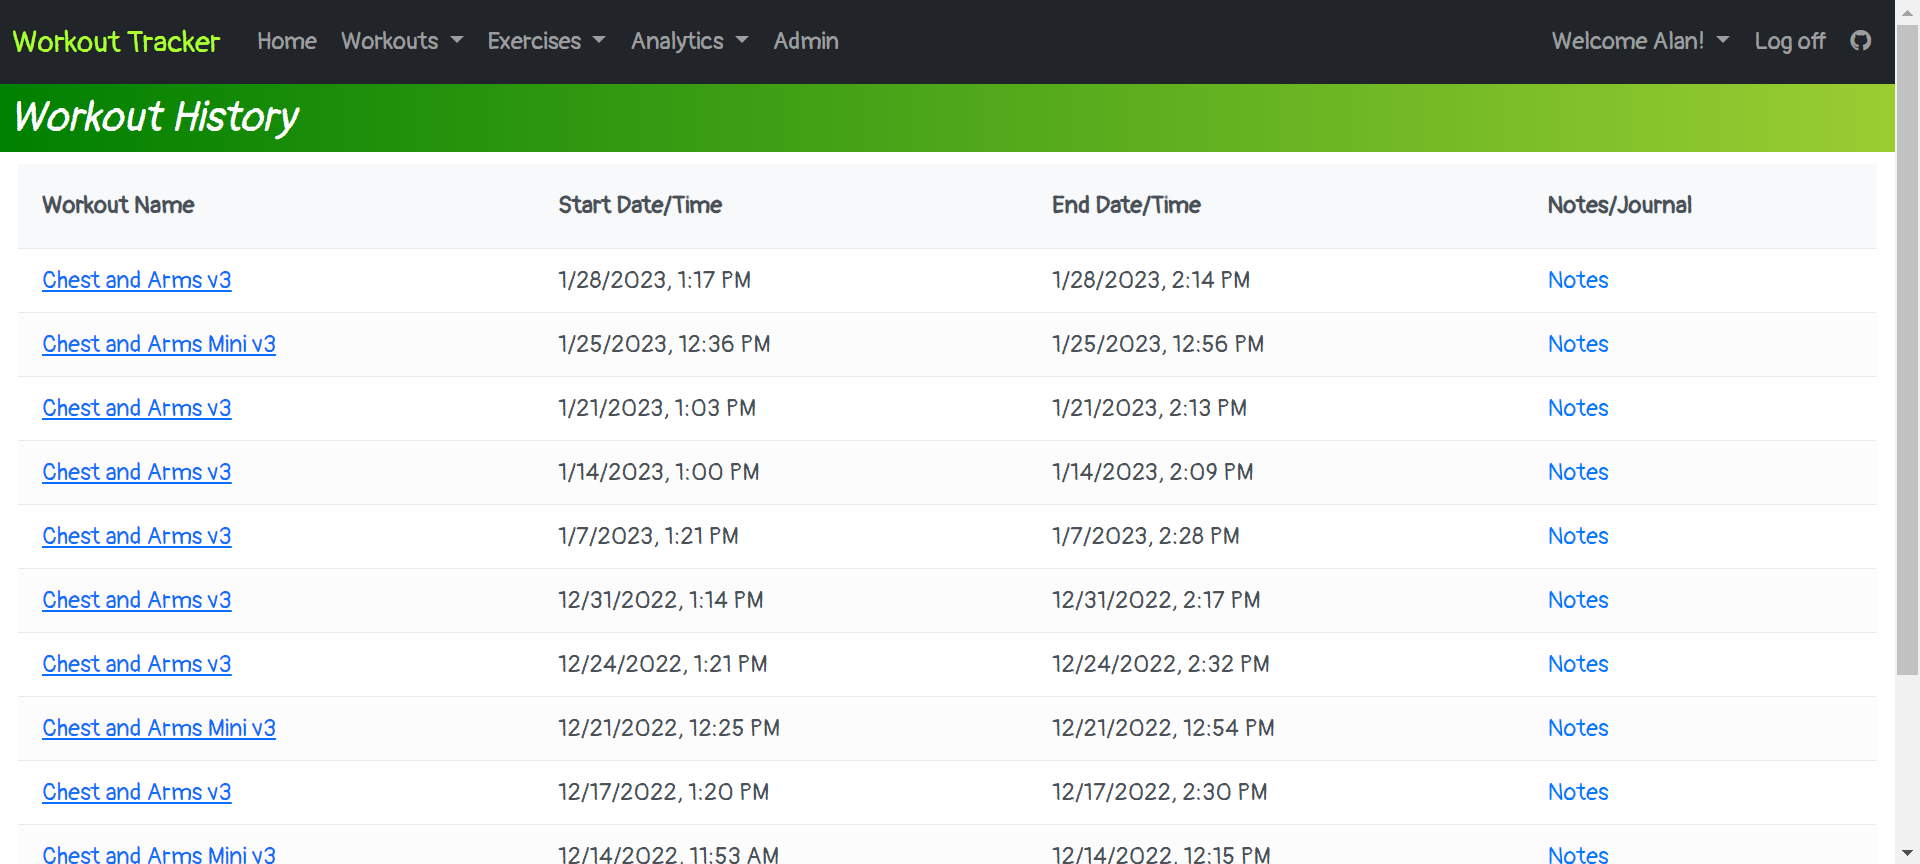 Workout Tracker Home Workouts Exercises Analytics Admin Welcome Alan! Log off
Workout History
Workout Name Start Date/Time End Date/Time Notes/Journal
Chest and Arms v3 1/28/2023, 1:17 PM 1/28/2023, 2:14 PM Notes
Chest and Arms Mini v3 1/25/2023, 12:36 PM 1/25/2023, 12:56 PM Notes
Chest and Arms v3 1/21/2023, 1:03 PM 1/21/2023, 2:13 PM Notes
Chest and Arms v3 1/14/2023, 1:00 PM 1/14/2023, 2:09 PM Notes
Chest and Arms v3 1/7/2023, 1:21 PM 1/7/2023, 2:28 PM Notes
Chest and Arms v3 12/31/2022, 1:14 PM 12/31/2022, 2:17 PM Notes
Chest and Arms v3 12/24/2022, 1:21 PM 12/24/2022, 2:32 PM Notes
Chest and Arms Mini v3 12/21/2022, 12:25 PM 12/21/2022, 12:54 PM Notes
Chest and Arms v3 12/17/2022, 1:20 PM 12/17/2022, 2:30 PM Notes
Chest and Arms Mini v3 12/14/2022, 11:53 AM 12/14/2022, 12:15 PM Notes